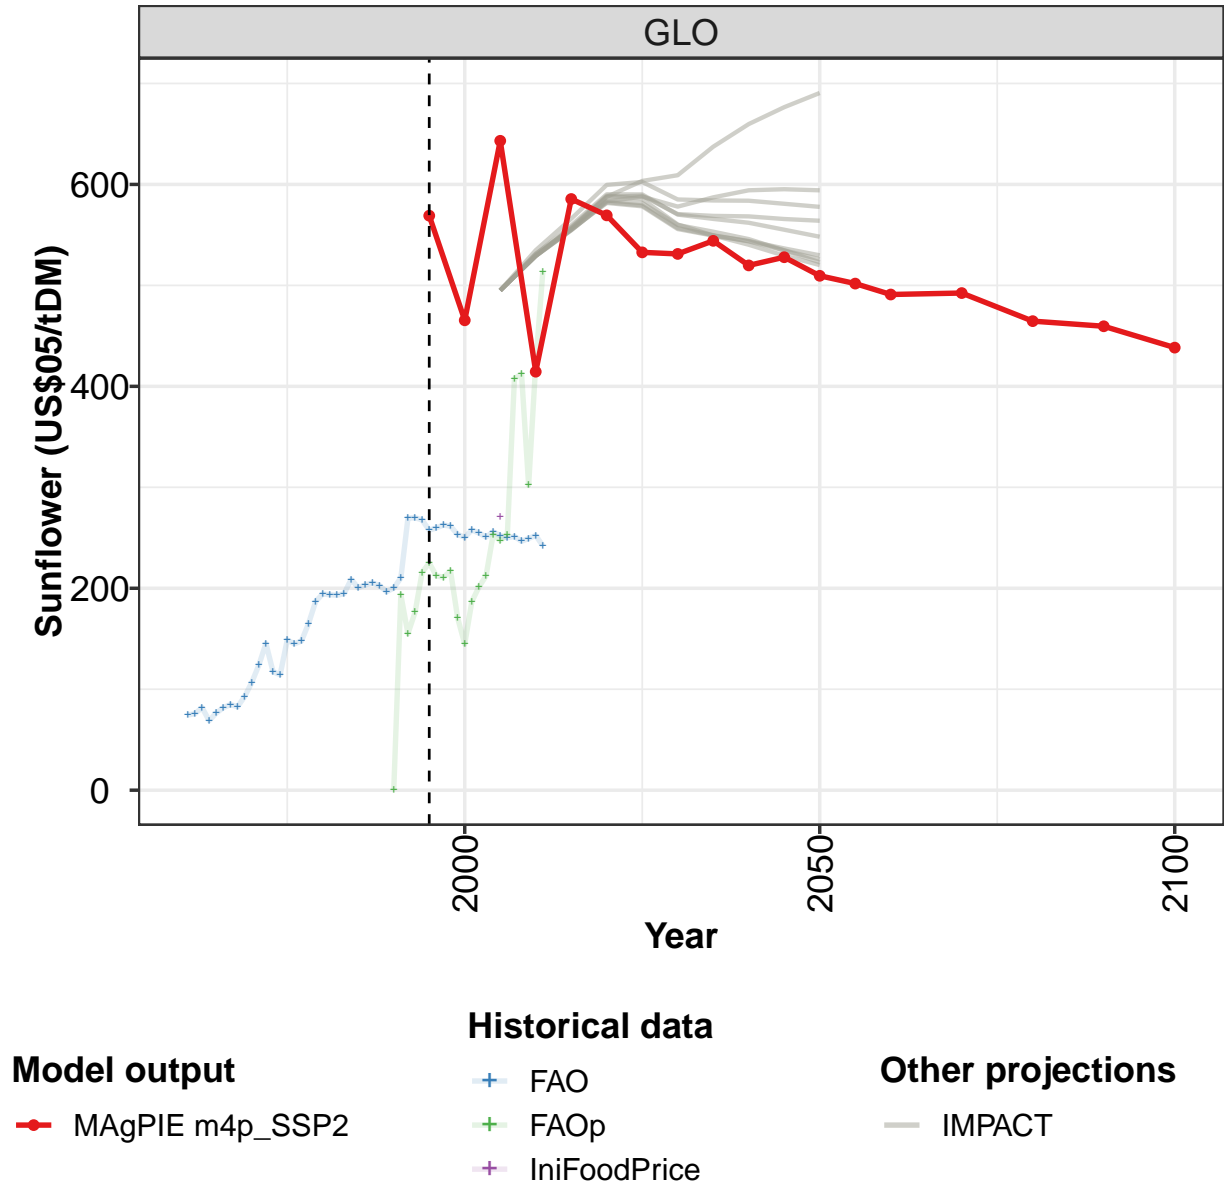 GLO
Sunflower (US$05/tDM)
600
400
200
0
2000
2050
2100
Year
Model output
MAgPIE m4p_SSP2
Historical data
FAO
FAOp
IniFoodPrice
Other projections
IMPACT